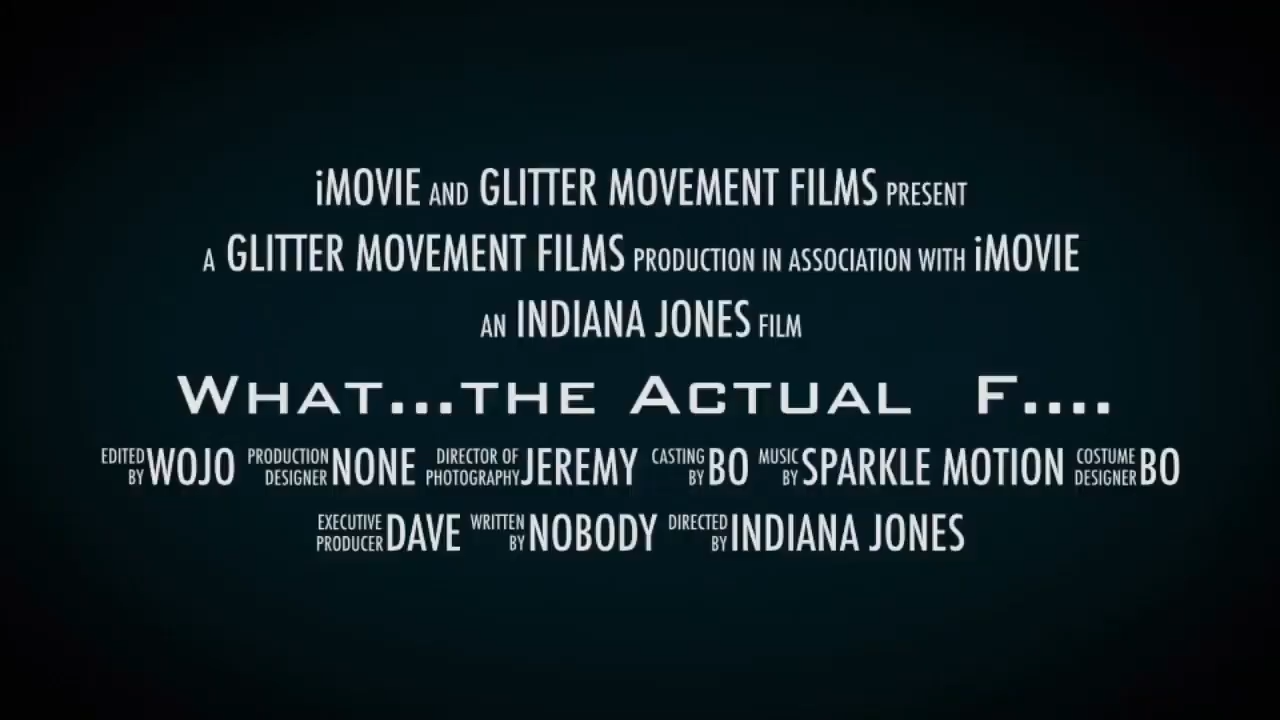 iMOVIE AND GLITTER MOVEMENT FILMS PRESENT
A GLITTER MOVEMENT FILMS PRODUCTION IN ASSOCIATION WITH iMOVIE
AN INDIANA JONES FILM
WHAT...THE ACTUAL F....
EDITED BY WOJO PRODUCTION DESIGNER NONE DIRECTOR OF PHOTOGRAPHY JEREMY CASTING BY BO MUSIC BY SPARKLE MOTION COSTUME DESIGNER BO
EXECUTIVE PRODUCER DAVE WRITTEN BY NOBODY DIRECTED BY INDIANA JONES